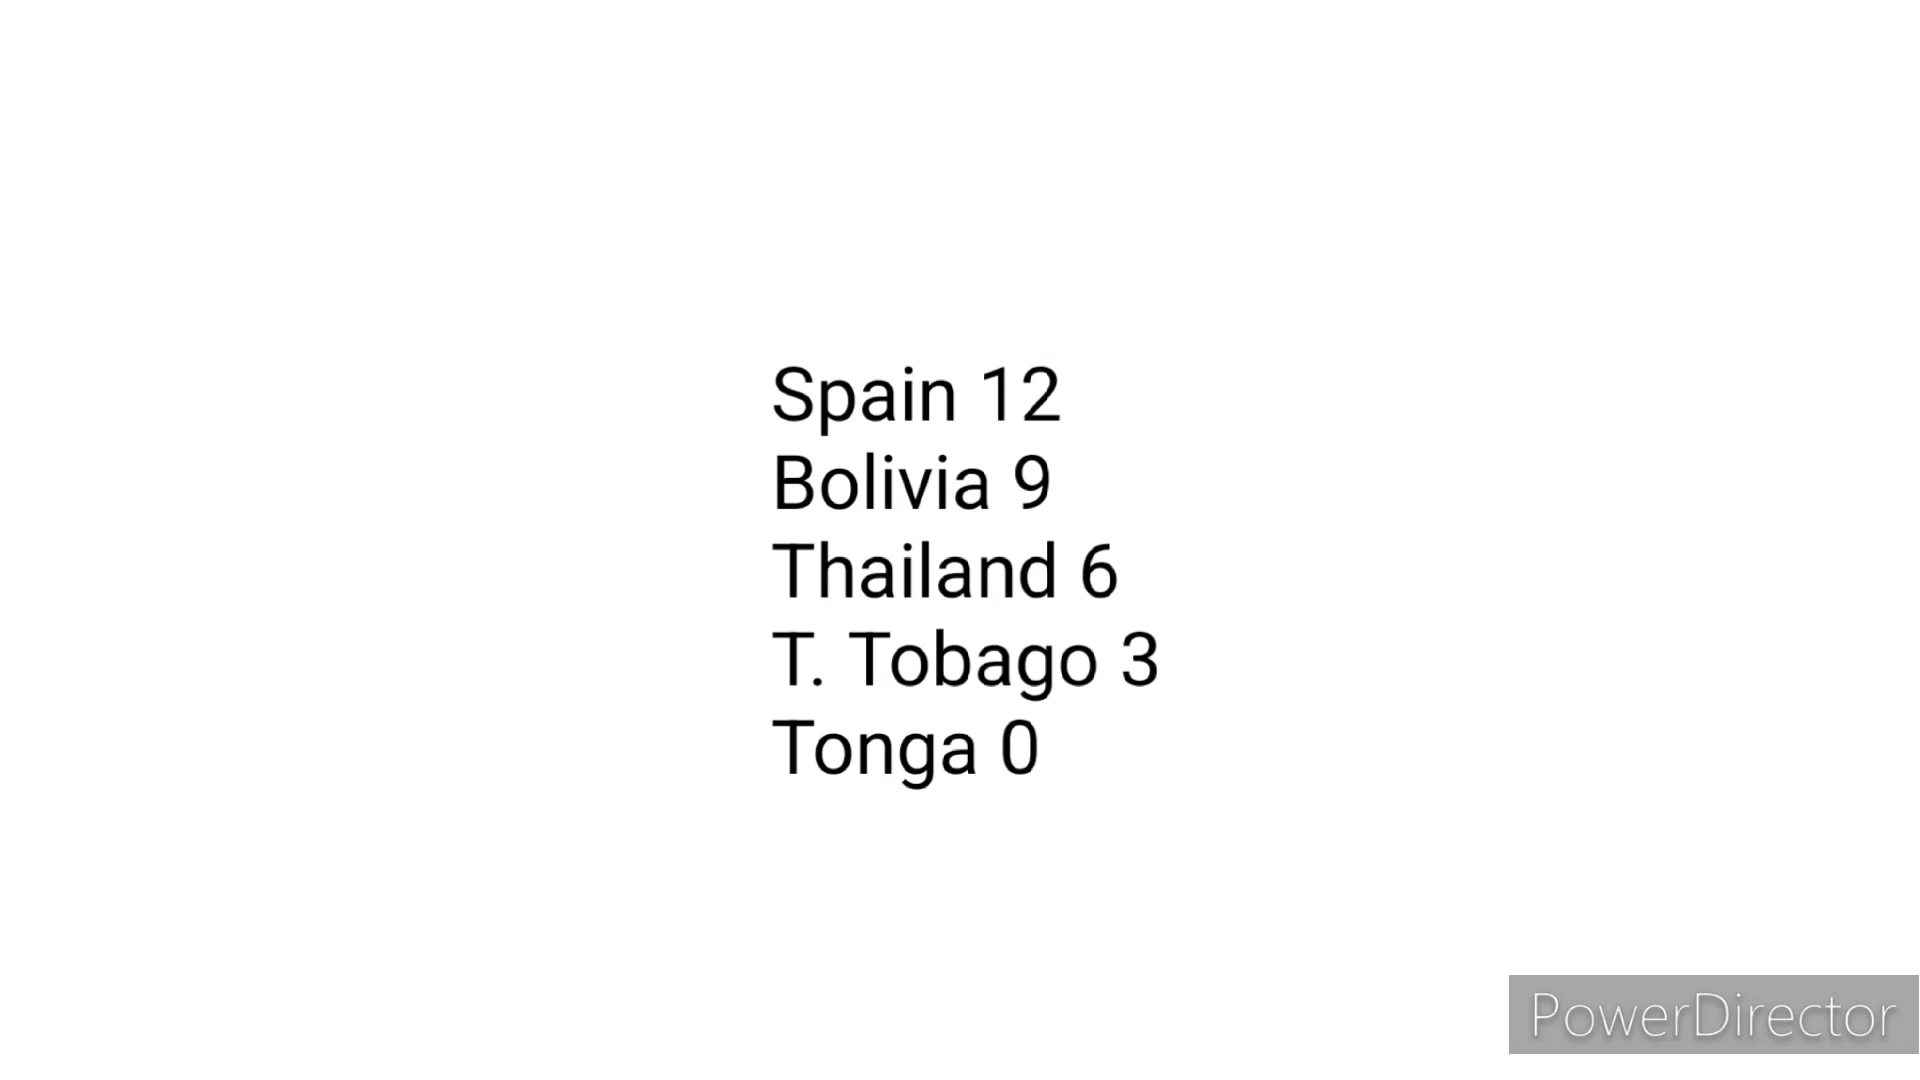 Spain 12
Bolivia 9
Thailand 6
T. Tobago 3
Tonga 0
PowerDirector